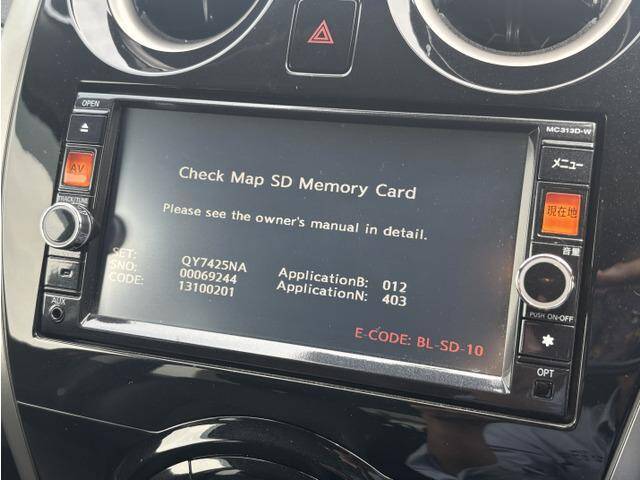 OPEN
MC313D-W
AV
メニュー
TRACK/TUNE
現在地
音量
PUSH ON-OFF
AUX
OPT
Check Map SD Memory Card
Please see the owner's manual in detail.
SET: QY7425NA
SNO: 00069244 ApplicationB: 012
CODE: 13100201 ApplicationN: 403
E-CODE: BL-SD-10